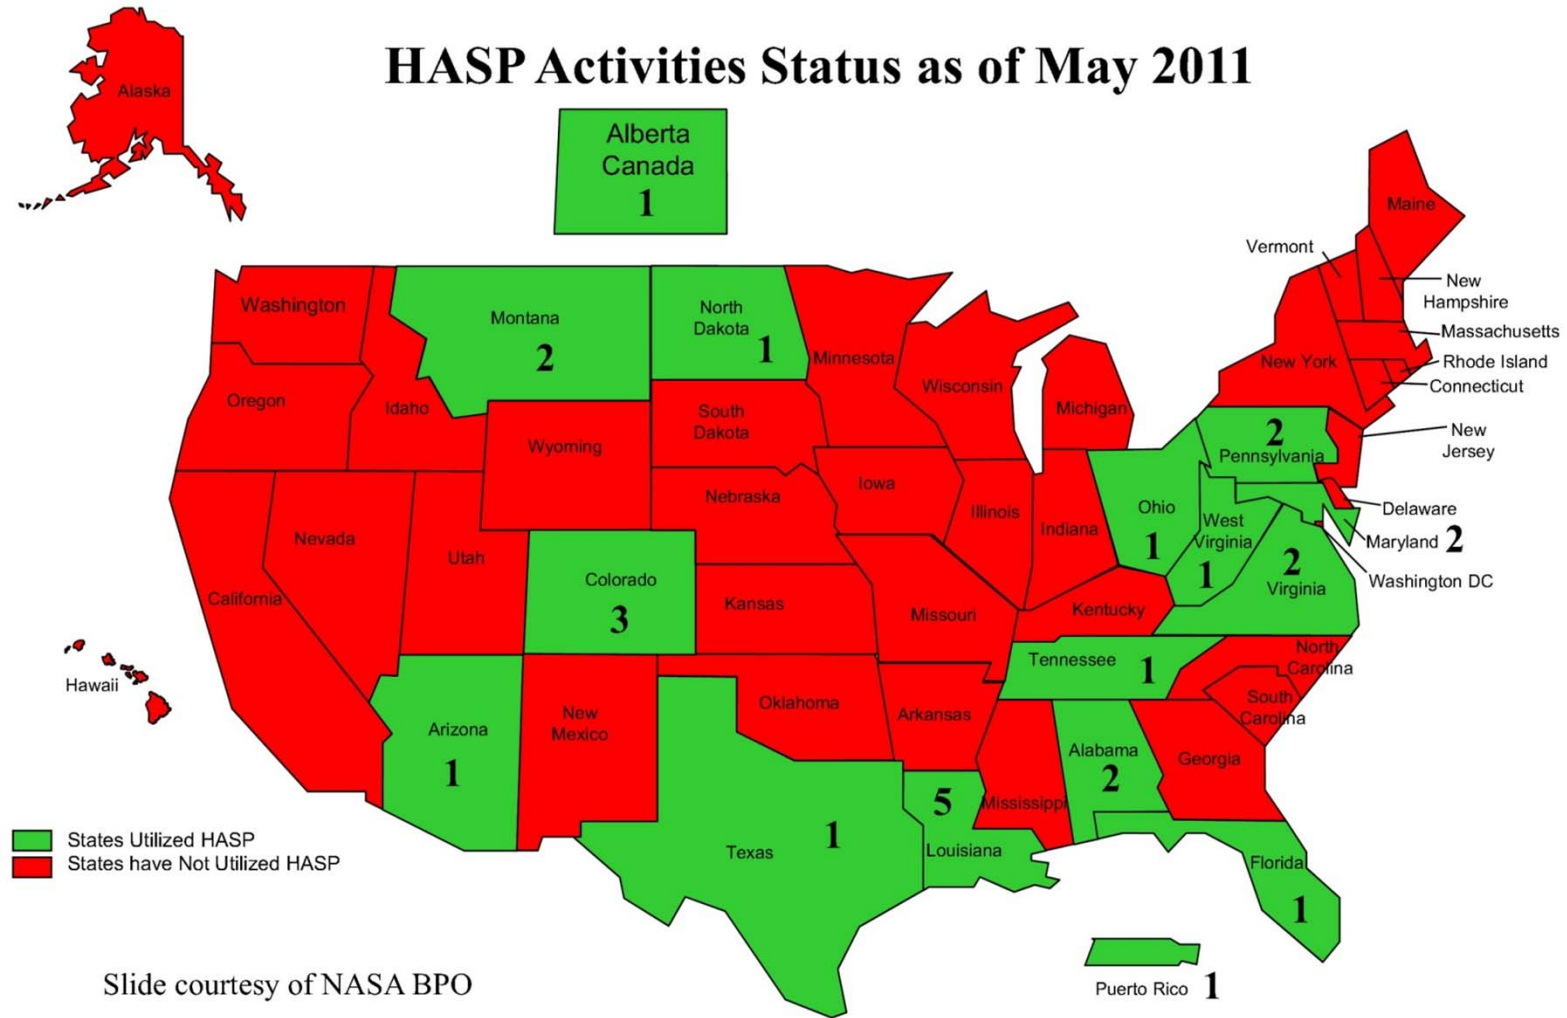 HASP Activities Status as of May 2011
Alaska
Alberta
Canada
1
Maine
Vermont
New
Hampshire
Massachusetts
Rhode Island
Connecticut
New York
New
Jersey
Washington
Montana
2
North
Dakota
1
Minnesota
Wisconsin
Michigan
Oregon
Idaho
Wyoming
South
Dakota
2
Pennsylvania
Nebraska
Iowa
Illinois
Indiana
Ohio
1
West
Virginia
1
2
Virginia
Delaware
Maryland 2
Washington DC
Nevada
Utah
Colorado
3
California
Kansas
Missouri
Kentucky
Hawaii
Tennessee 1
North
Carolina
South
Carolina
Arizona
1
New
Mexico
Oklahoma
Arkansas
Alabama
2
Georgia
Mississippi
5
Louisiana
Texas
1
Florida
1
States Utilized HASP
States have Not Utilized HASP
Slide courtesy of NASA BPO
Puerto Rico 1